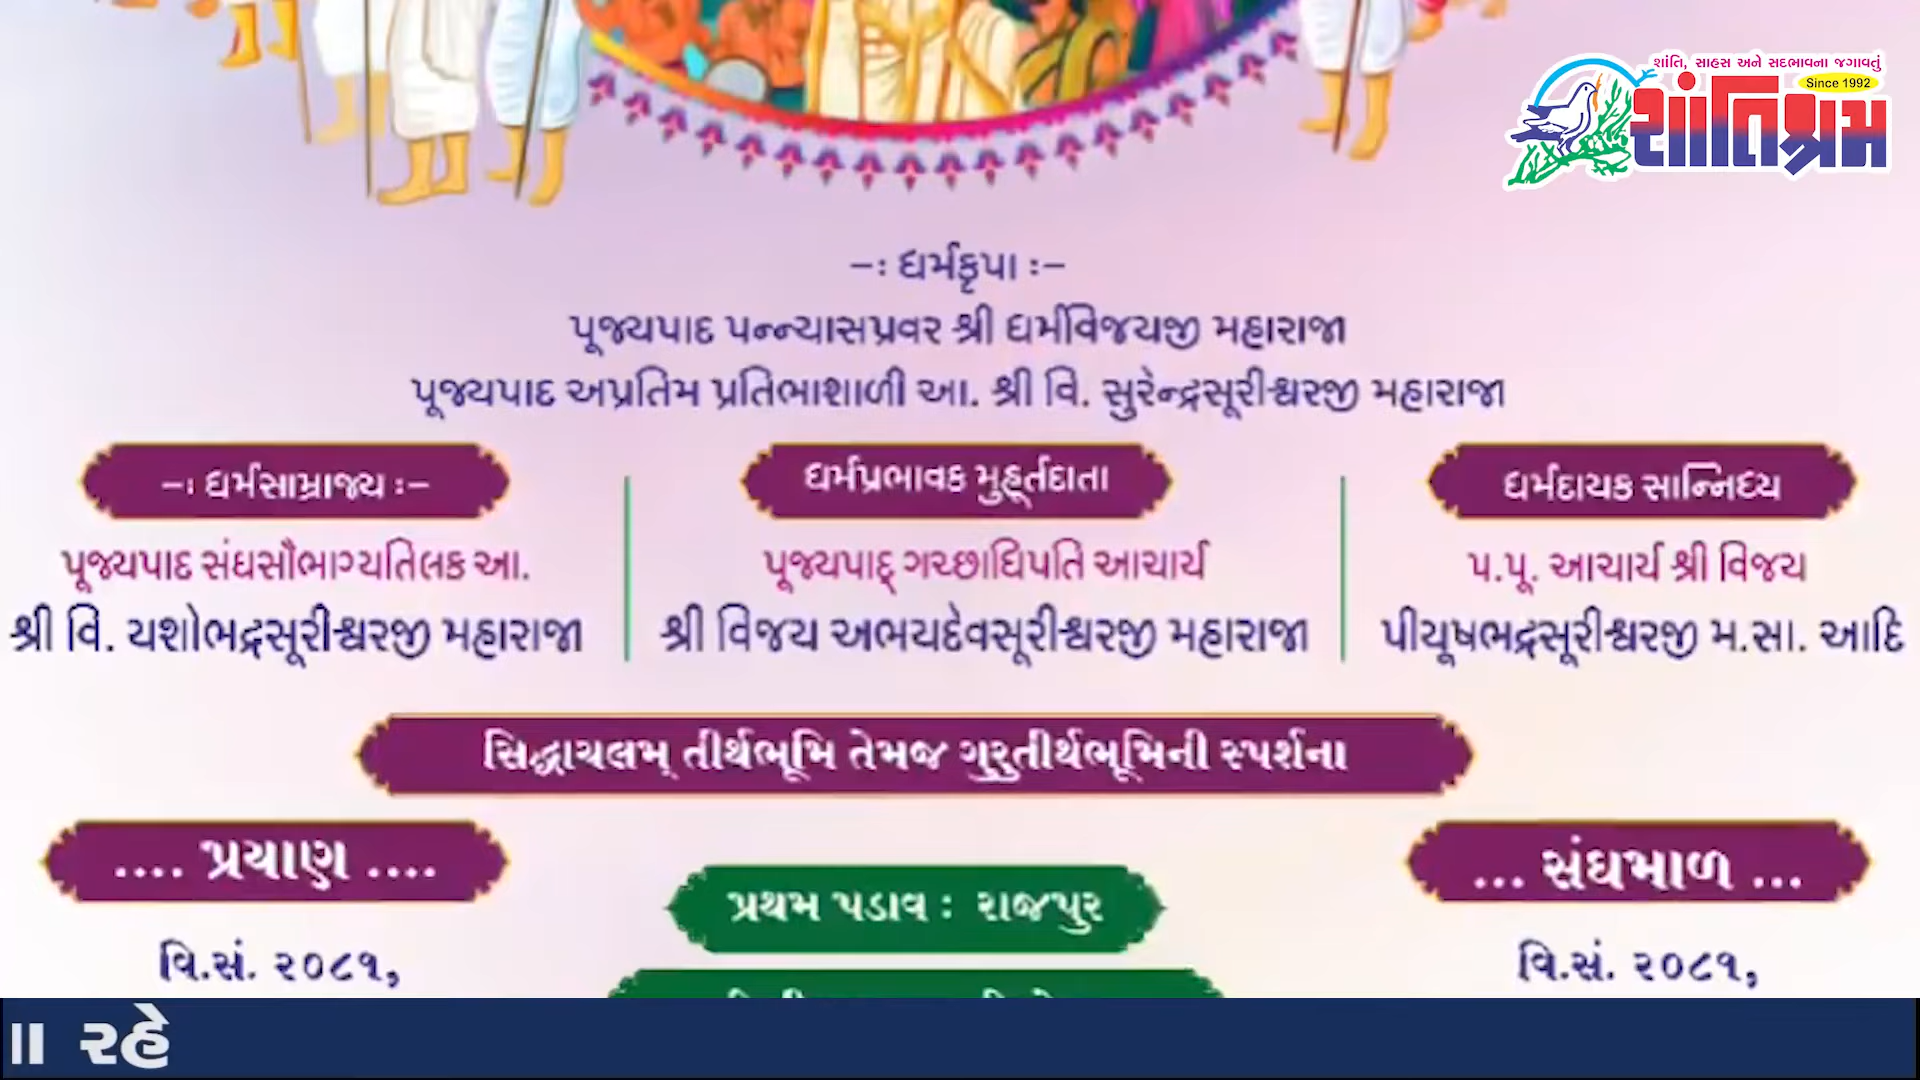 શાંતિ, સાહસ અને સદભાવના જગાવતું
Since 1992
શાંતિશ્રમ
–ઃ ધર્મકૃપા ઃ–
પૂજ્યપાદ પન્ન્યાસપ્રવર શ્રી ધર્મવિજયજી મહારાજા
પૂજ્યપાદ અપ્રતિમ પ્રતિભાશાળી આ. શ્રી વિ. સુરેન્દ્રસૂરીશ્વરજી મહારાજા
–ઃ ધર્મસામ્રાજ્ય ઃ–
પૂજ્યપાદ સંઘસૌભાગ્યતિલક આ.
શ્રી વિ. યશોભદ્રસૂરીશ્વરજી મહારાજા
ધર્મપ્રભાવક મુહૂર્તદાતા
પૂજ્યપાદ્ ગચ્છાધિપતિ આચાર્ય
શ્રી વિજય અભયદેવસૂરીશ્વરજી મહારાજા
ધર્મદાયક સાન્નિધ્ય
પ.પૂ. આચાર્ય શ્રી વિજય
પીયૂષભદ્રસૂરીશ્વરજી મ.સા. આદિ
સિદ્ધાચલમ્ તીર્થભૂમિ તેમજ ગુરુતીર્થભૂમિની સ્પર્શના
.... પ્રયાણ ....
વિ.સં. ૨૦૮૧,
પ્રથમ પડાવ : રાજપુર
... સંઘમાળ ...
વિ.સં. ૨૦૮૧,
॥ રહે